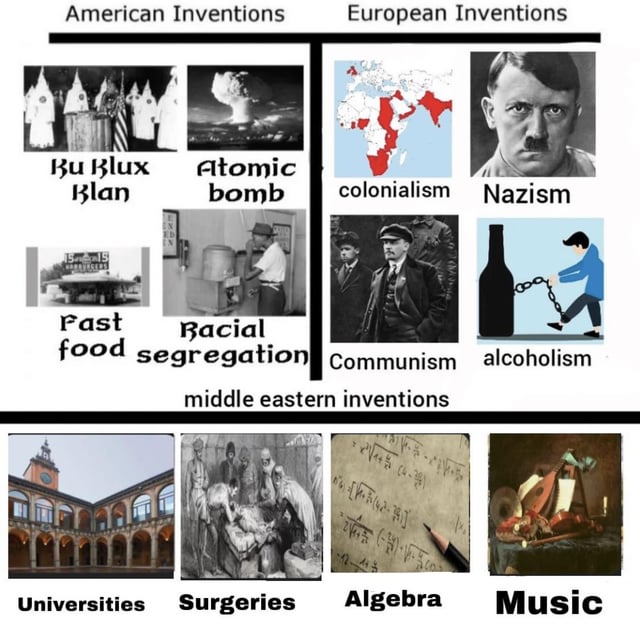 American Inventions
European Inventions
Ku Klux
Klan
Atomic
bomb
colonialism
Nazism
15¢ 15
HAMBURGERS
Fast
food
Racial
segregation
Communism
alcoholism
middle eastern inventions
Universities
Surgeries
Algebra
Music